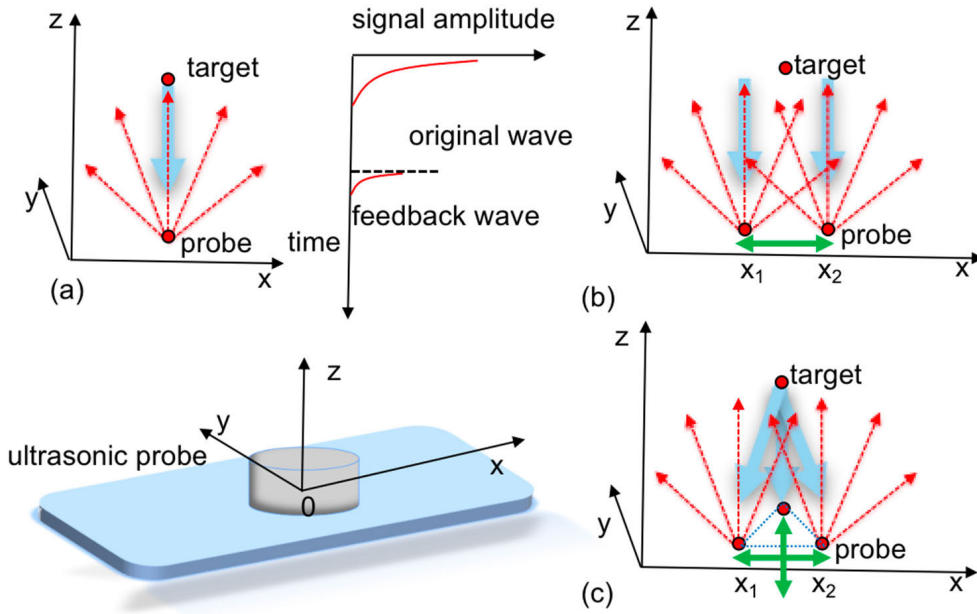 z
signal amplitude
target
original wave
feedback wave
y
probe
time
x
(a)
z
target
y
probe
x₁
x₂
x
(b)
z
y
ultrasonic probe
x
0
z
target
y
probe
x₁
x₂
x
(c)